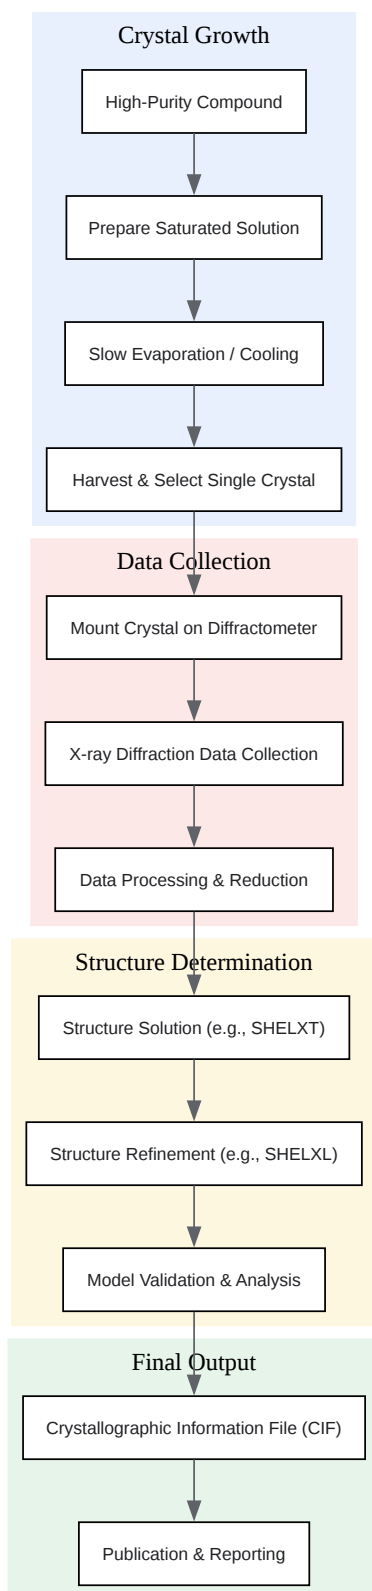 Crystal Growth
High-Purity Compound
Prepare Saturated Solution
Slow Evaporation / Cooling
Harvest & Select Single Crystal
Data Collection
Mount Crystal on Diffractometer
X-ray Diffraction Data Collection
Data Processing & Reduction
Structure Determination
Structure Solution (e.g., SHELXT)
Structure Refinement (e.g., SHELXL)
Model Validation & Analysis
Final Output
Crystallographic Information File (CIF)
Publication & Reporting